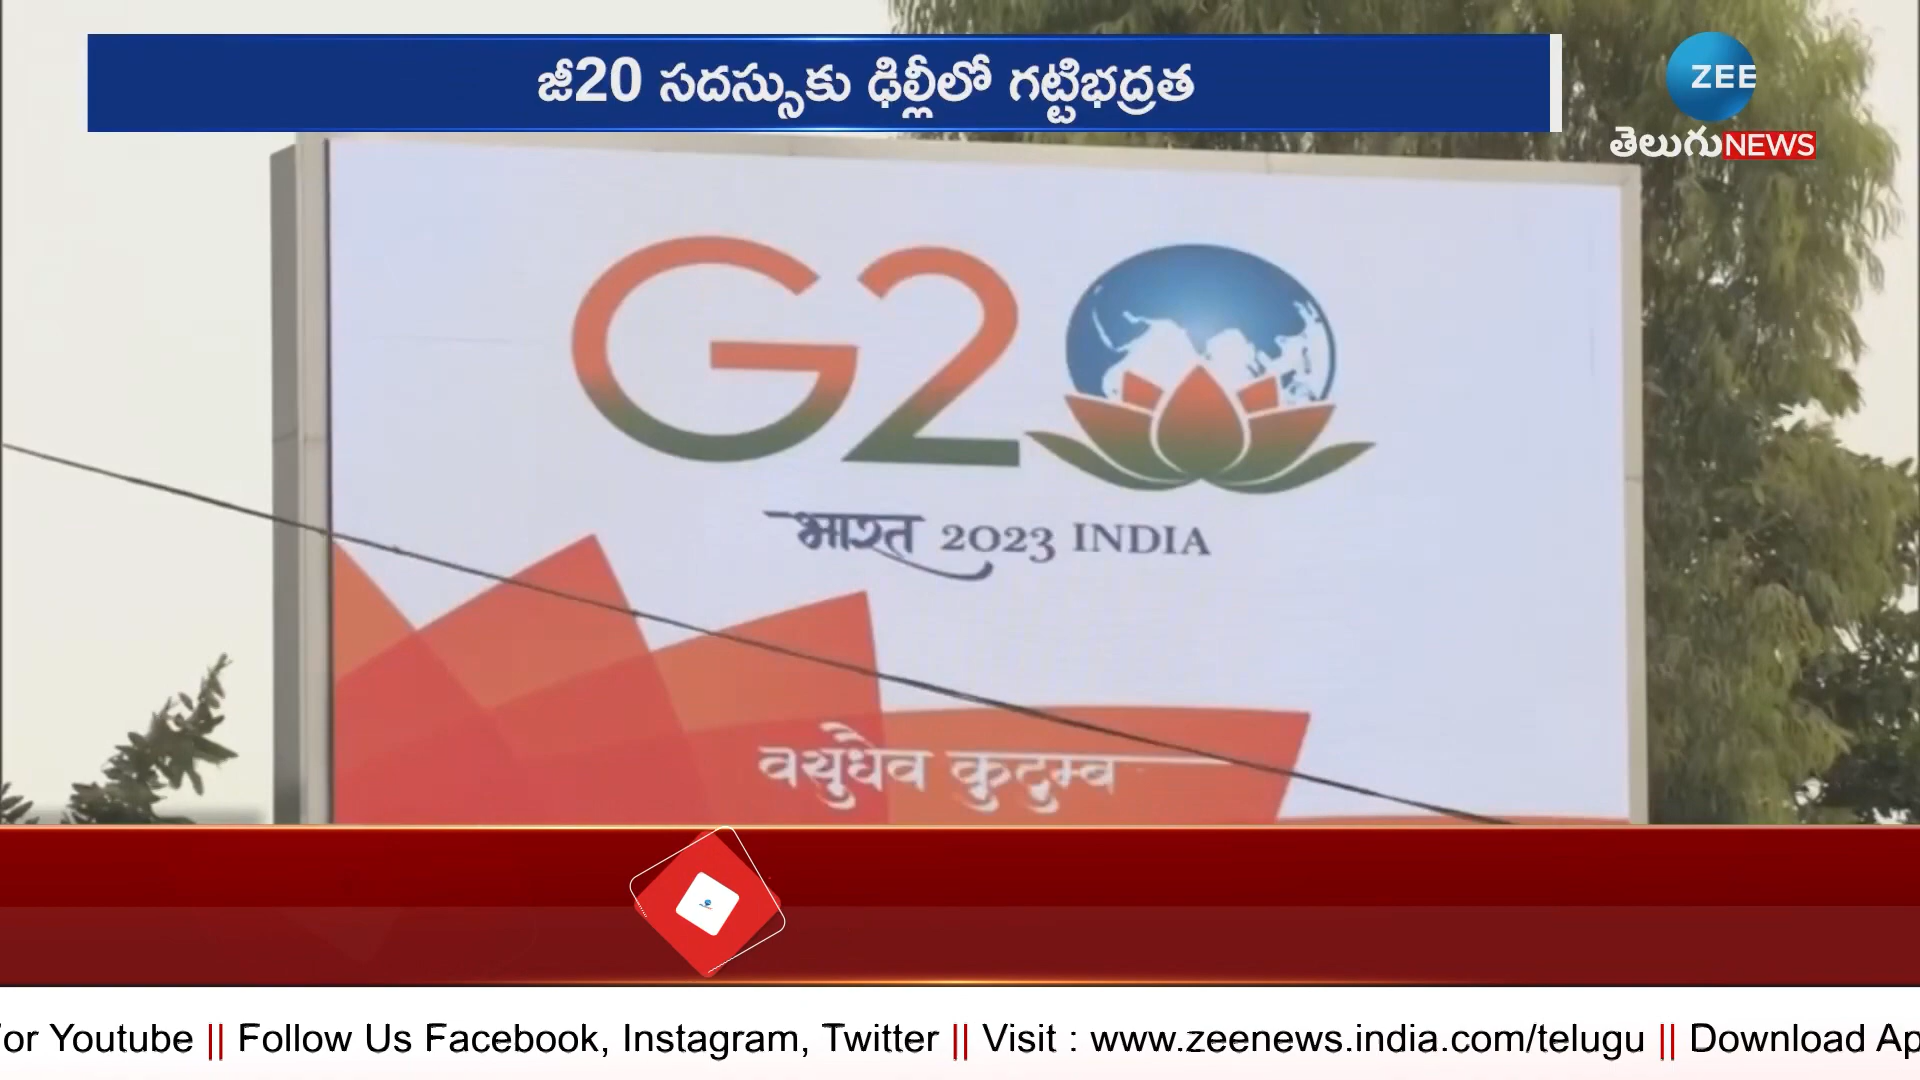 జీ20 సదస్సుకు ఢిల్లీలో గట్టిభద్రత
ZEE
తెలుగు NEWS
G20
भारत 2023 INDIA
वसुधैव कुटुम्ब
For Youtube || Follow Us Facebook, Instagram, Twitter || Visit : www.zeenews.india.com/telugu || Download Ap